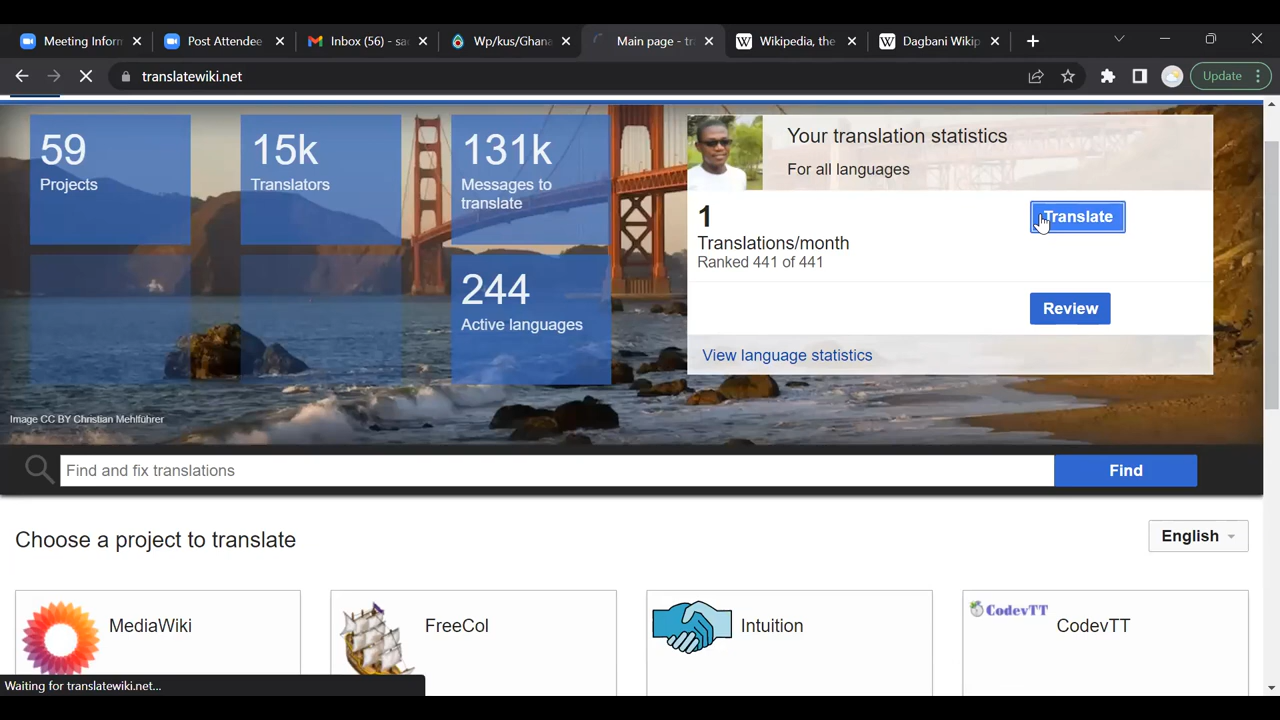 Meeting Inform
Post Attendee
Inbox (56) - sa
Wp/kus/Ghana
Main page - tr
Wikipedia, the
Dagbani Wikip
translatewiki.net
Update
59
Projects
15k
Translators
131k
Messages to
translate
244
Active languages
Image CC BY Christian Mehlführer
Your translation statistics
For all languages
1
Translations/month
Ranked 441 of 441
Translate
Review
View language statistics
Find and fix translations
Find
Choose a project to translate
English
MediaWiki
FreeCol
Intuition
CodevTT
CodevTT
Waiting for translatewiki.net...